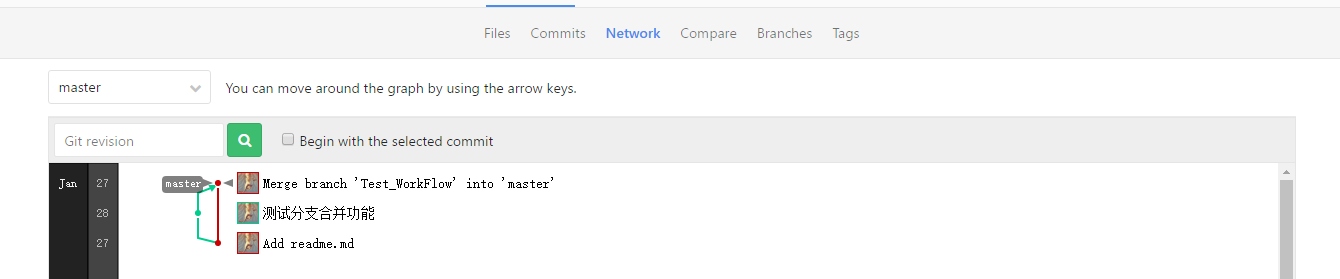 Files Commits Network Compare Branches Tags
master You can move around the graph by using the arrow keys.
Git revision Begin with the selected commit
Jan 27 master Merge branch 'Test_WorkFlow' into 'master'
28 测试分支合并功能
27 Add readme.md